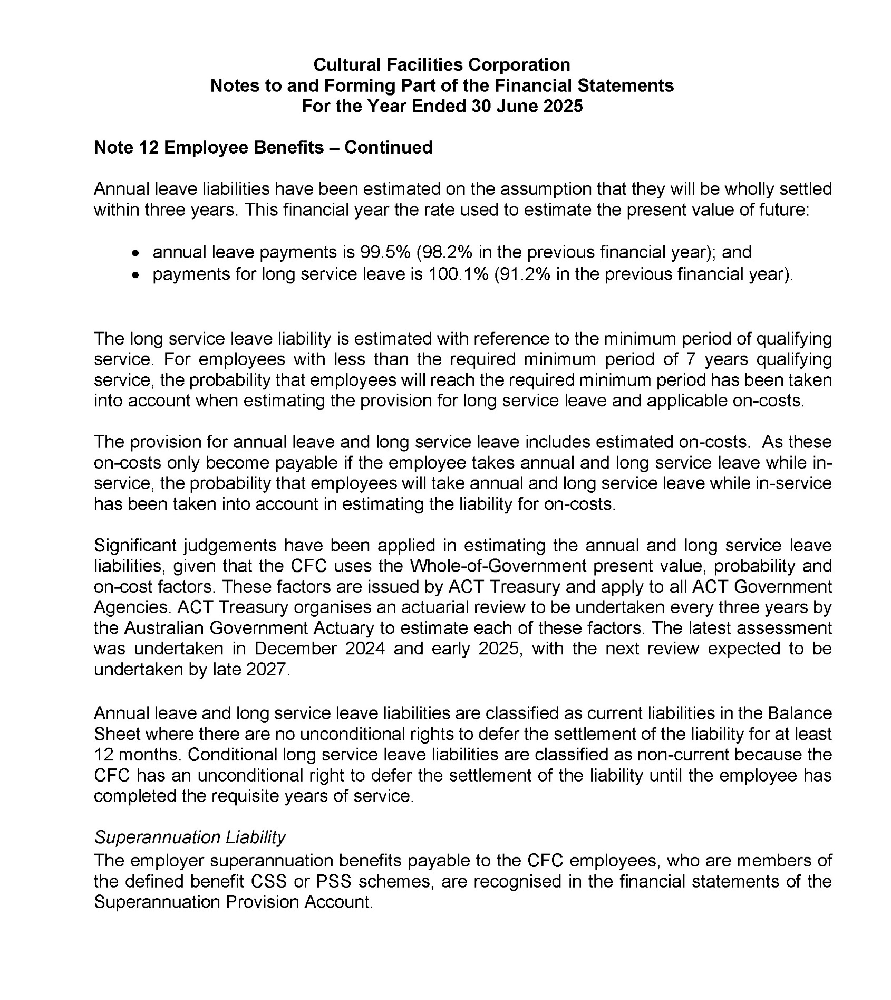 Cultural Facilities Corporation
Notes to and Forming Part of the Financial Statements
For the Year Ended 30 June 2025
Note 12 Employee Benefits – Continued
Annual leave liabilities have been estimated on the assumption that they will be wholly settled
within three years. This financial year the rate used to estimate the present value of future:
• annual leave payments is 99.5% (98.2% in the previous financial year); and
• payments for long service leave is 100.1% (91.2% in the previous financial year).
The long service leave liability is estimated with reference to the minimum period of qualifying
service. For employees with less than the required minimum period of 7 years qualifying
service, the probability that employees will reach the required minimum period has been taken
into account when estimating the provision for long service leave and applicable on-costs.
The provision for annual leave and long service leave includes estimated on-costs. As these
on-costs only become payable if the employee takes annual and long service leave while in-
service, the probability that employees will take annual and long service leave while in-service
has been taken into account in estimating the liability for on-costs.
Significant judgements have been applied in estimating the annual and long service leave
liabilities, given that the CFC uses the Whole-of-Government present value, probability and
on-cost factors. These factors are issued by ACT Treasury and apply to all ACT Government
Agencies. ACT Treasury organises an actuarial review to be undertaken every three years by
the Australian Government Actuary to estimate each of these factors. The latest assessment
was undertaken in December 2024 and early 2025, with the next review expected to be
undertaken by late 2027.
Annual leave and long service leave liabilities are classified as current liabilities in the Balance
Sheet where there are no unconditional rights to defer the settlement of the liability for at least
12 months. Conditional long service leave liabilities are classified as non-current because the
CFC has an unconditional right to defer the settlement of the liability until the employee has
completed the requisite years of service.
Superannuation Liability
The employer superannuation benefits payable to the CFC employees, who are members of
the defined benefit CSS or PSS schemes, are recognised in the financial statements of the
Superannuation Provision Account.